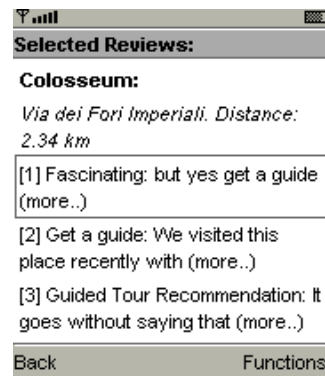 Selected Reviews:
Colosseum:
Via dei Fori Imperiali. Distance:
2.34 km
[1] Fascinating: but yes get a guide
(more..)
[2] Get a guide: We visited this
place recently with (more..)
[3] Guided Tour Recommendation: It
goes without saying that (more..)
Back Functions